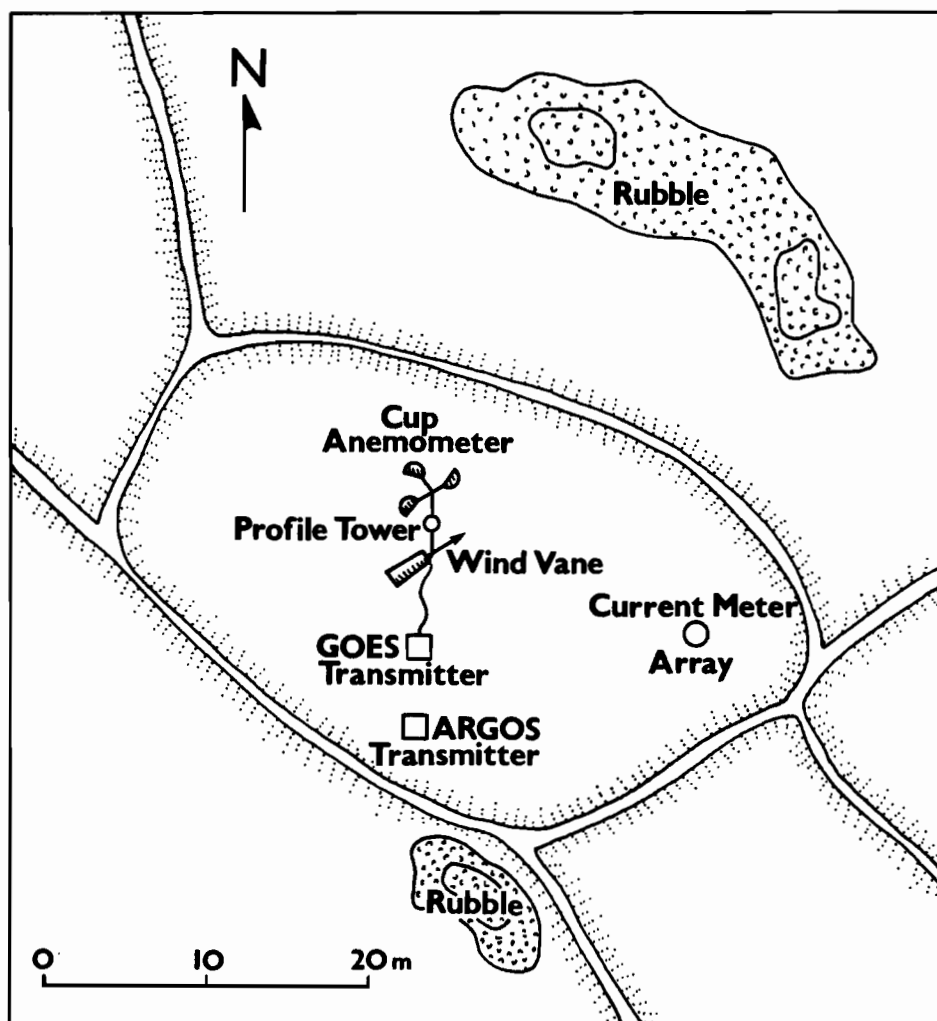 N
Rubble
Cup
Anemometer
Profile Tower
Wind Vane
Current Meter
Array
GOES
Transmitter
ARGOS
Transmitter
Rubble
0 10 20 m